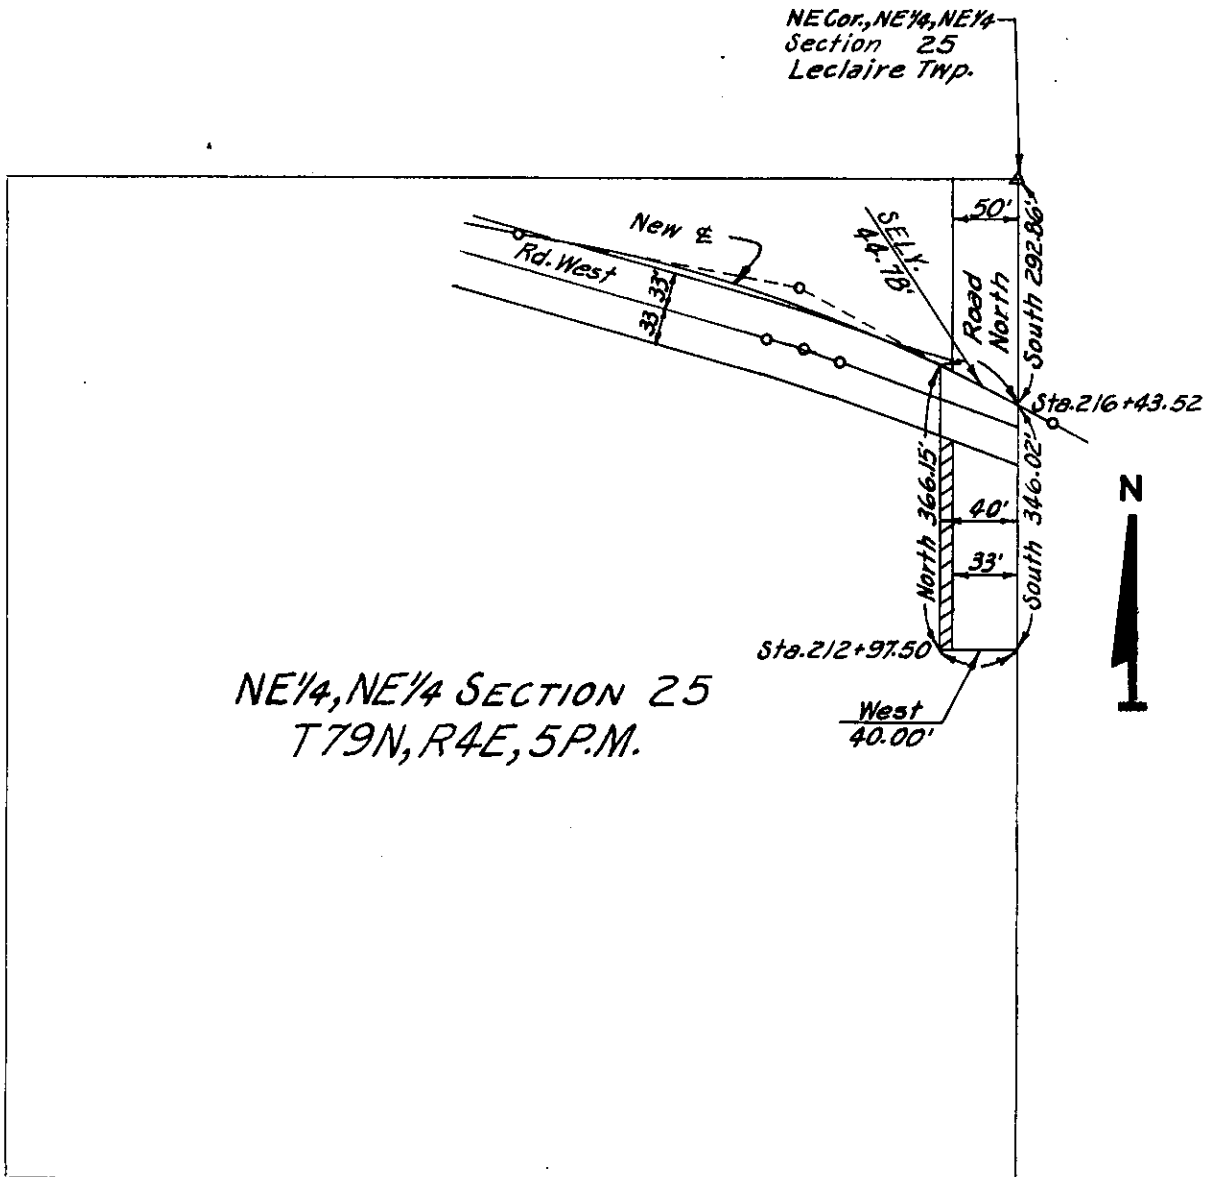 NE Cor., NE¼, NE¼
Section 25
Leclaire Twp.
50'
South 292.86'
Road
North
SELY.
44.78'
New ℄
Rd. West
33'
33
Sta. 216+43.52
North 366.15'
40'
33'
South 346.02'
N
Sta. 212+97.50
West
40.00'
NE¼, NE¼ SECTION 25
T79N, R4E, 5P.M.